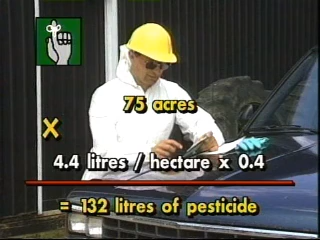 75 acres
X
4.4 litres / hectare x 0.4
= 132 litres of pesticide